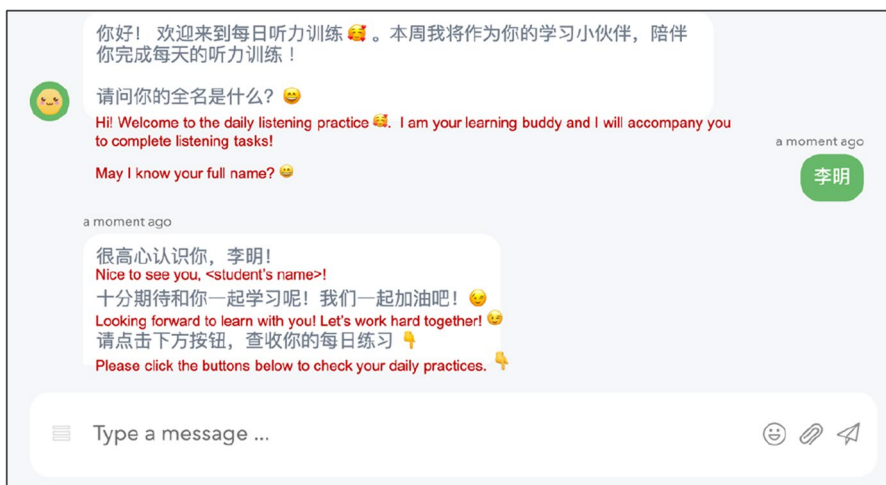 你好！ 欢迎来到每日听力训练🥰 。本周我将作为你的学习小伙伴，陪伴
你完成每天的听力训练！
请问你的全名是什么？ 😄
Hi! Welcome to the daily listening practice 🥰. I am your learning buddy and I will accompany you
to complete listening tasks!
May I know your full name? 😄
a moment ago
李明
a moment ago
很高心认识你，李明！
Nice to see you, <student's name>!
十分期待和你一起学习呢！我们一起加油吧！😉
Looking forward to learn with you! Let's work hard together! 😉
请点击下方按钮，查收你的每日练习 👇
Please click the buttons below to check your daily practices. 👇
Type a message ...